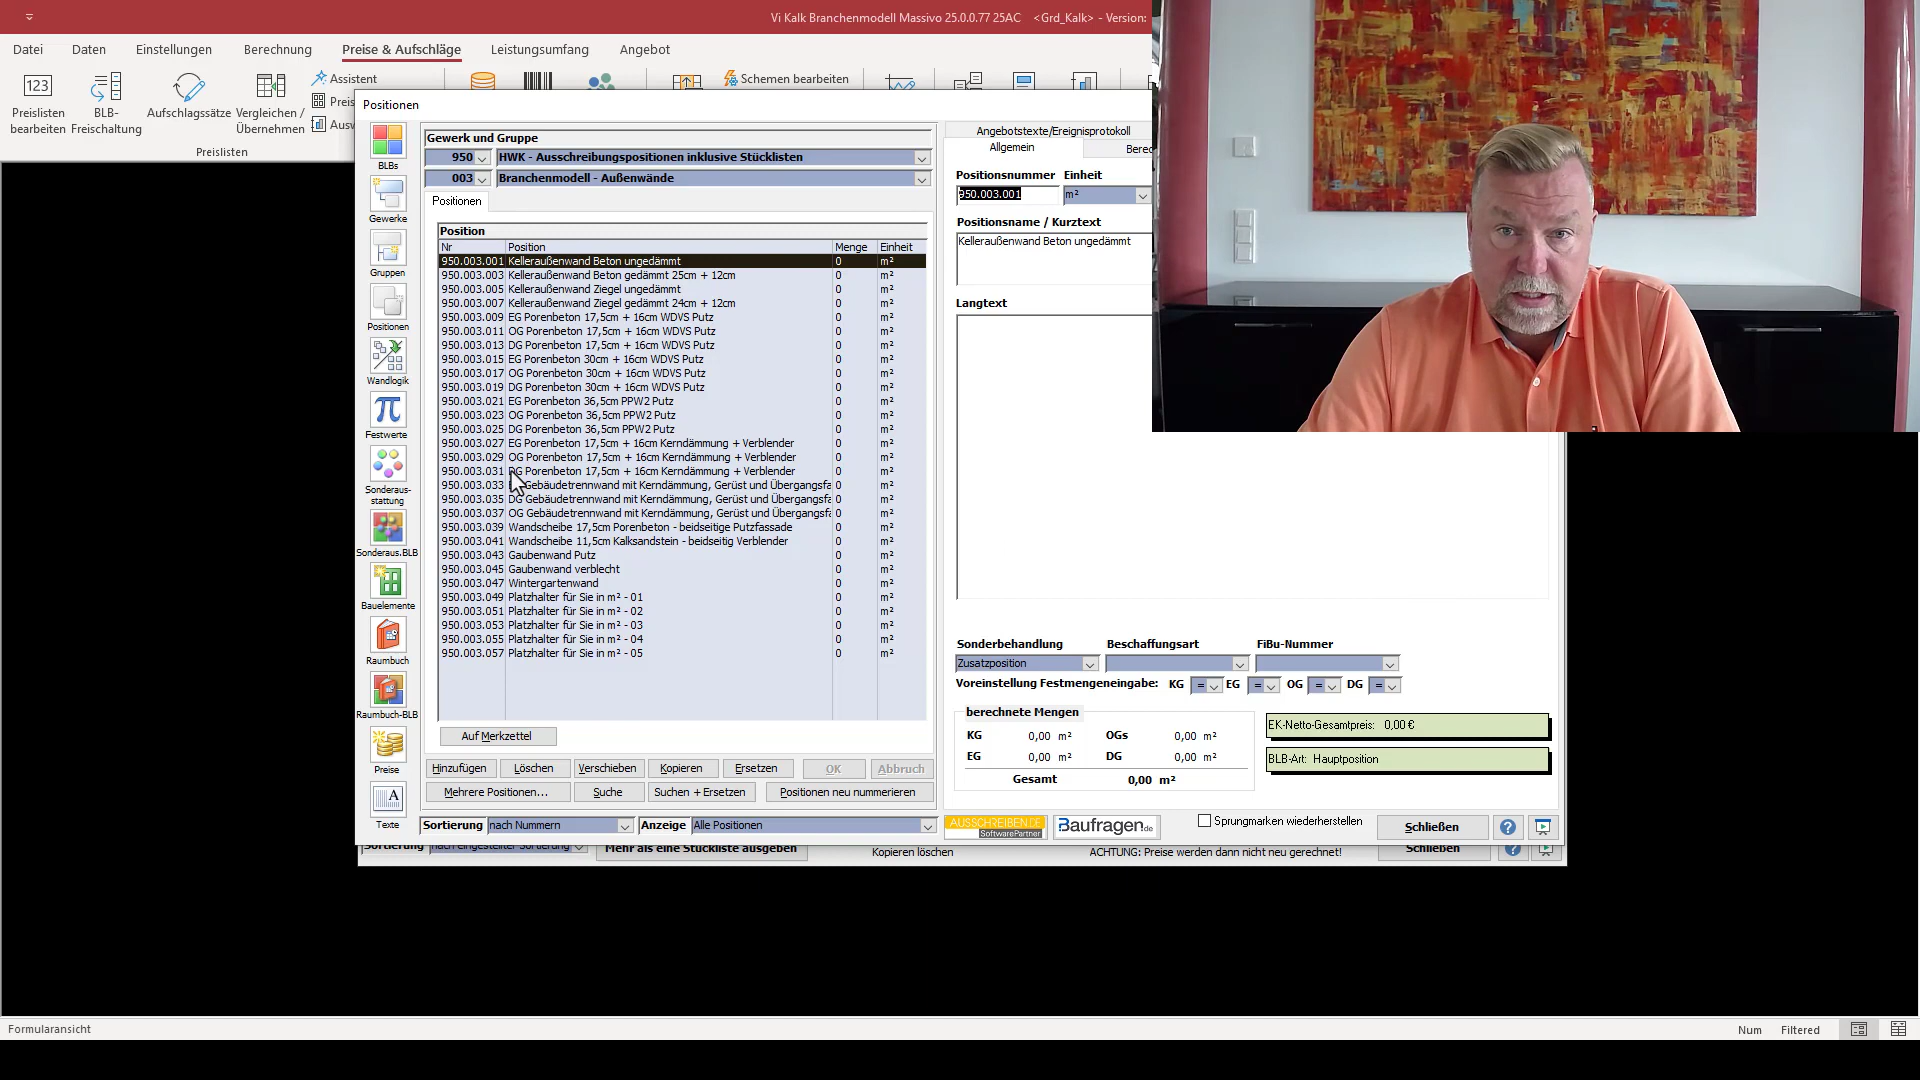 Vi Kalk Branchenmodell Massivo 25.0.0.77 25AC <Grd_Kalk> - Version:
Datei Daten Einstellungen Berechnung Preise & Aufschläge Leistungsumfang Angebot
Preislisten bearbeiten
BLB-Freischaltung
Aufschlagsätze
Vergleichen / Übernehmen
Assistent
Schemen bearbeiten
Preislisten
Positionen
BLBs
Gewerke
Gruppen
Positionen
Wandlogik
Festwerte
Sonderaus-
stattung
Sonderaus.BLB
Bauelemente
Raumbuch
Raumbuch-BLB
Preise
Texte
Gewerk und Gruppe
950 HWK - Ausschreibungspositionen inklusive Stücklisten
003 Branchenmodell - Außenwände
Positionen
Position
Nr Position Menge Einheit
950.003.001 Kelleraußenwand Beton ungedämmt 0 m²
950.003.003 Kelleraußenwand Beton gedämmt 25cm + 12cm 0 m²
950.003.005 Kelleraußenwand Ziegel ungedämmt 0 m²
950.003.007 Kelleraußenwand Ziegel gedämmt 24cm + 12cm 0 m²
950.003.009 EG Porenbeton 17,5cm + 16cm WDVS Putz 0 m²
950.003.011 OG Porenbeton 17,5cm + 16cm WDVS Putz 0 m²
950.003.013 DG Porenbeton 17,5cm + 16cm WDVS Putz 0 m²
950.003.015 EG Porenbeton 30cm + 16cm WDVS Putz 0 m²
950.003.017 OG Porenbeton 30cm + 16cm WDVS Putz 0 m²
950.003.019 DG Porenbeton 30cm + 16cm WDVS Putz 0 m²
950.003.021 EG Porenbeton 36,5cm PPW2 Putz 0 m²
950.003.023 OG Porenbeton 36,5cm PPW2 Putz 0 m²
950.003.025 DG Porenbeton 36,5cm PPW2 Putz 0 m²
950.003.027 EG Porenbeton 17,5cm + 16cm Kerndämmung + Verblender 0 m²
950.003.029 OG Porenbeton 17,5cm + 16cm Kerndämmung + Verblender 0 m²
950.003.031 DG Porenbeton 17,5cm + 16cm Kerndämmung + Verblender 0 m²
950.003.033 Gebäudetrennwand mit Kerndämmung, Gerüst und Übergangsfa 0 m²
950.003.035 DG Gebäudetrennwand mit Kerndämmung, Gerüst und Übergangsfa 0 m²
950.003.037 OG Gebäudetrennwand mit Kerndämmung, Gerüst und Übergangsfa 0 m²
950.003.039 Wandscheibe 17,5cm Porenbeton - beidseitige Putzfassade 0 m²
950.003.041 Wandscheibe 11,5cm Kalksandstein - beidseitig Verblender 0 m²
950.003.043 Gaubenwand Putz 0 m²
950.003.045 Gaubenwand verblecht 0 m²
950.003.047 Wintergartenwand 0 m²
950.003.049 Platzhalter für Sie in m² - 01 0 m²
950.003.051 Platzhalter für Sie in m² - 02 0 m²
950.003.053 Platzhalter für Sie in m² - 03 0 m²
950.003.055 Platzhalter für Sie in m² - 04 0 m²
950.003.057 Platzhalter für Sie in m² - 05 0 m²
Auf Merkzettel
Hinzufügen Löschen Verschieben Kopieren Ersetzen OK Abbruch
Mehrere Positionen... Suche Suchen + Ersetzen Positionen neu nummerieren
Sortierung nach Nummern Anzeige Alle Positionen
Angebotstexte/Ereignisprotokoll
Allgemein Berec
Positionsnummer Einheit
950.003.001 m²
Positionsname / Kurztext
Kelleraußenwand Beton ungedämmt
Langtext
Sonderbehandlung Beschaffungsart FiBu-Nummer
Zusatzposition
Voreinstellung Festmengeneingabe: KG = EG = OG = DG =
berechnete Mengen
KG 0,00 m² OGs 0,00 m²
EG 0,00 m² DG 0,00 m²
Gesamt 0,00 m²
EK-Netto-Gesamtpreis: 0,00 €
BLB-Art: Hauptposition
AUSSCHREIBEN.DE
SoftwarePartner
Baufragen.de
Sprungmarken wiederherstellen
Schließen
Sortierung nach eingestellter Sortierung Mehr als eine Stückliste ausgeben Kopieren löschen ACHTUNG: Preise werden dann nicht neu gerechnet! Schließen
Formularansicht Num Filtered